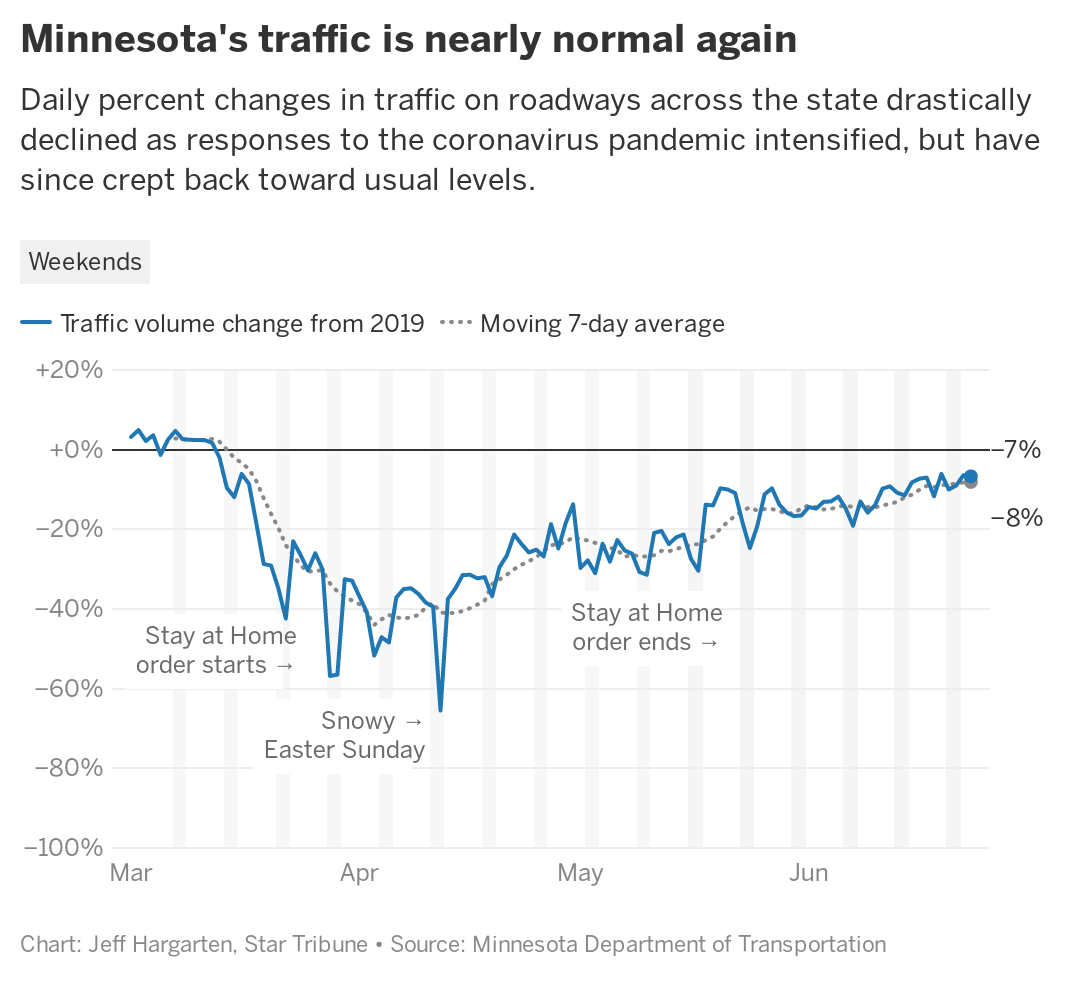 Minnesota's traffic is nearly normal again
Daily percent changes in traffic on roadways across the state drastically
declined as responses to the coronavirus pandemic intensified, but have
since crept back toward usual levels.
Weekends
Traffic volume change from 2019
Moving 7-day average
+20%
+0%
−20%
−40%
−60%
−80%
−100%
−7%
−8%
Stay at Home
order starts →
Snowy →
Easter Sunday
Stay at Home
order ends →
Mar
Apr
May
Jun
Chart: Jeff Hargarten, Star Tribune • Source: Minnesota Department of Transportation